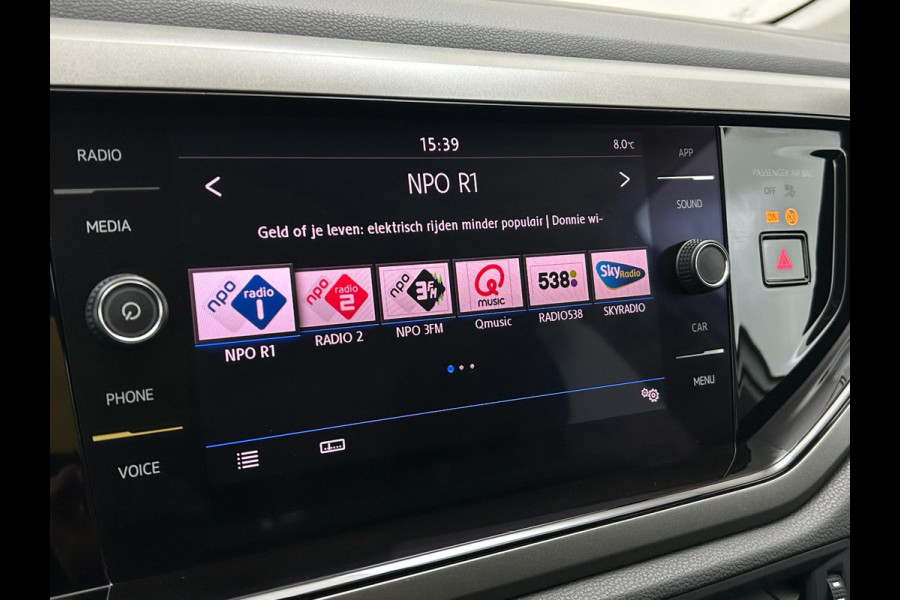 RADIO
MEDIA
PHONE
VOICE
15:39
8.0°C
NPO R1
Geld of je leven: elektrisch rijden minder populair | Donnie wi-
npo radio 1
npo radio 2
npo 3FM
Q music
538
Sky Radio
NPO R1
RADIO 2
NPO 3FM
Qmusic
RADIO538
SKYRADIO
APP
SOUND
CAR
MENU
PASSENGER AIR BAG
OFF
ON